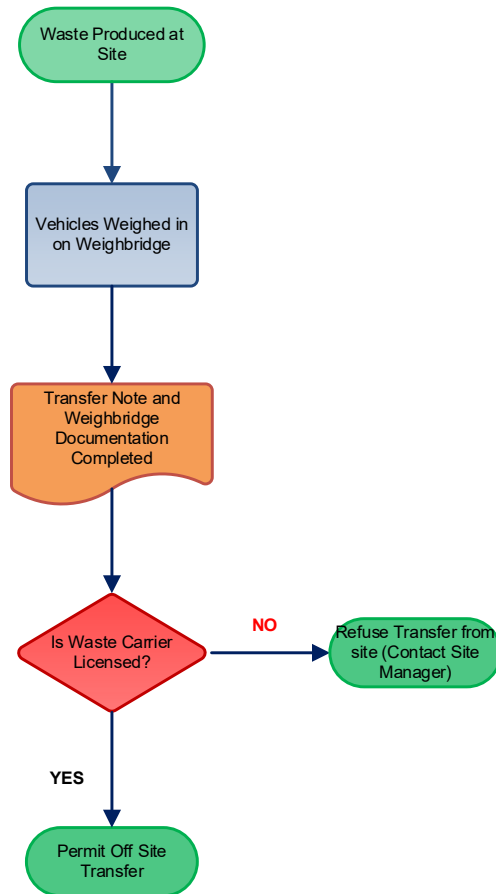 Waste Produced at
Site
Vehicles Weighed in
on Weighbridge
Transfer Note and
Weighbridge
Documentation
Completed
Is Waste Carrier
Licensed?
NO
Refuse Transfer from
site (Contact Site
Manager)
YES
Permit Off Site
Transfer